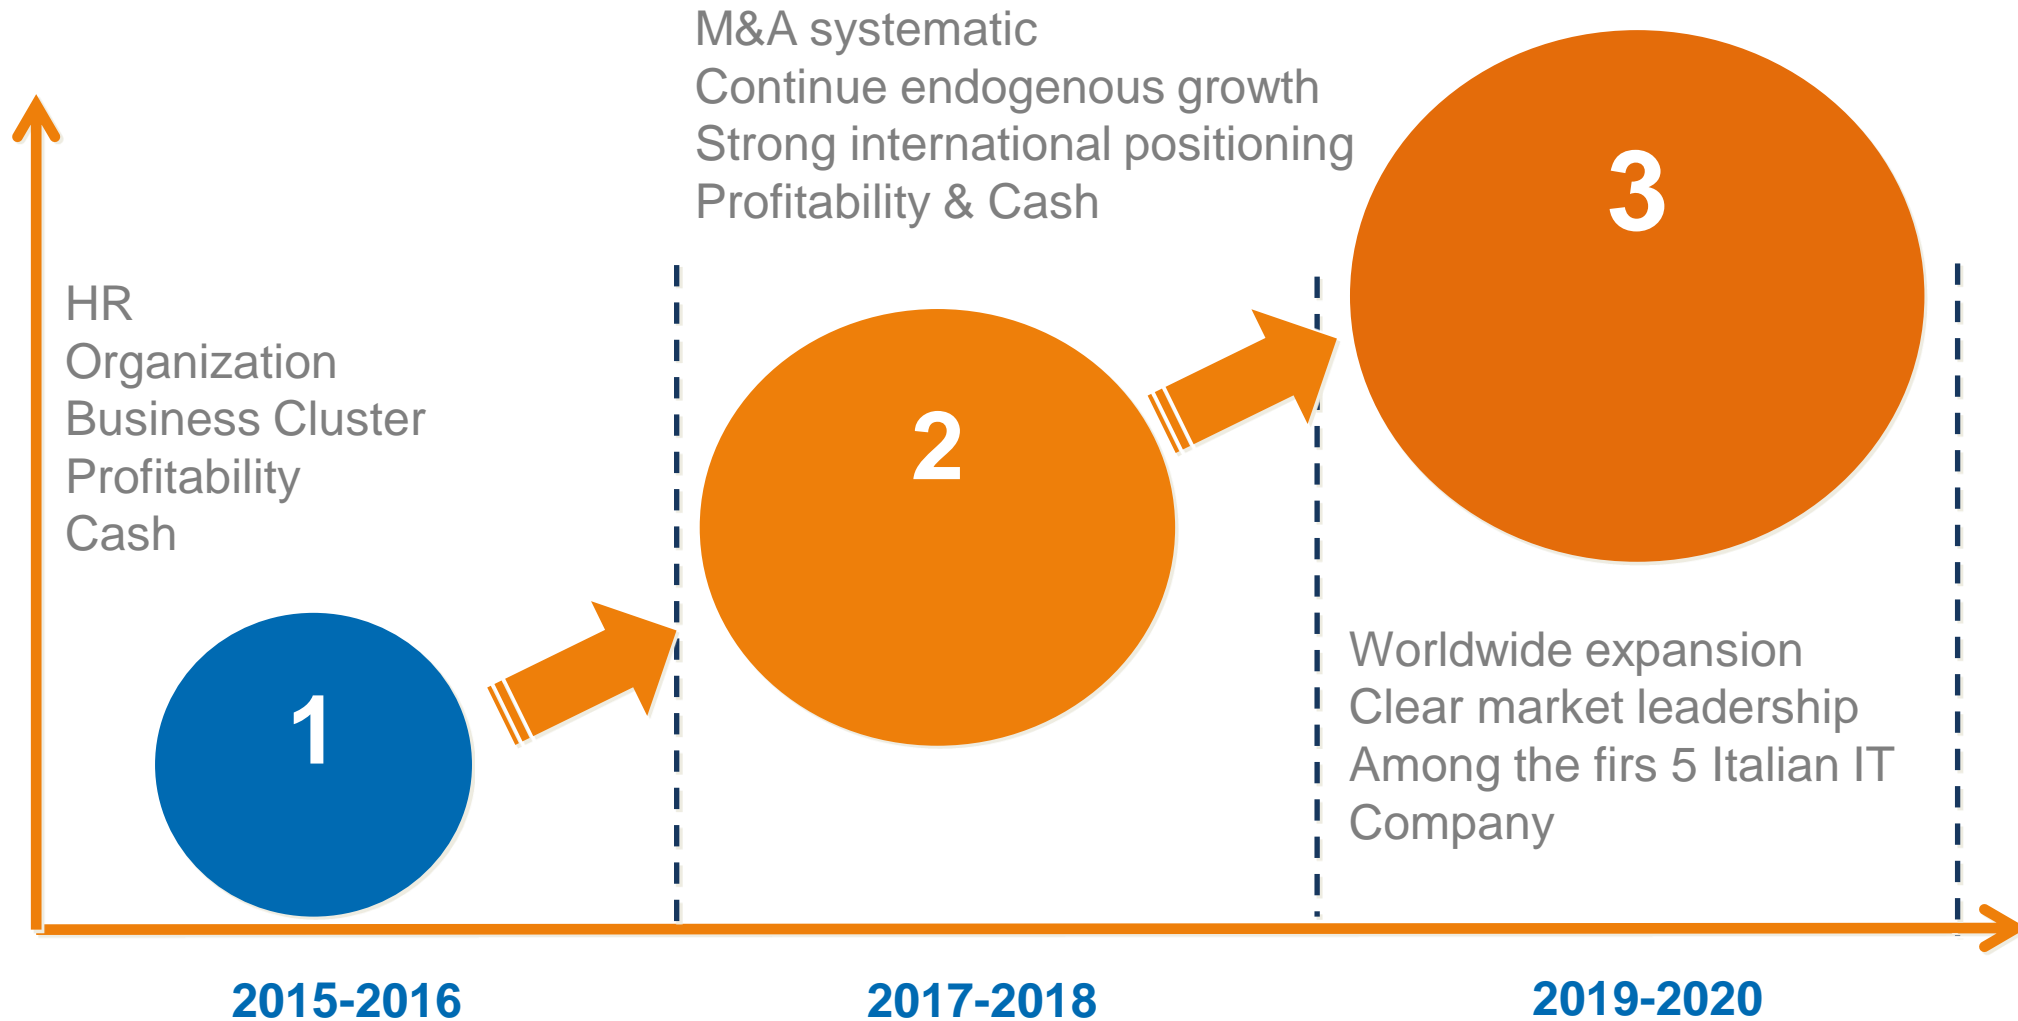 HR
Organization
Business Cluster
Profitability
Cash
1
2015-2016
M&A systematic
Continue endogenous growth
Strong international positioning
Profitability & Cash
2
2017-2018
3
Worldwide expansion
Clear market leadership
Among the firs 5 Italian IT
Company
2019-2020